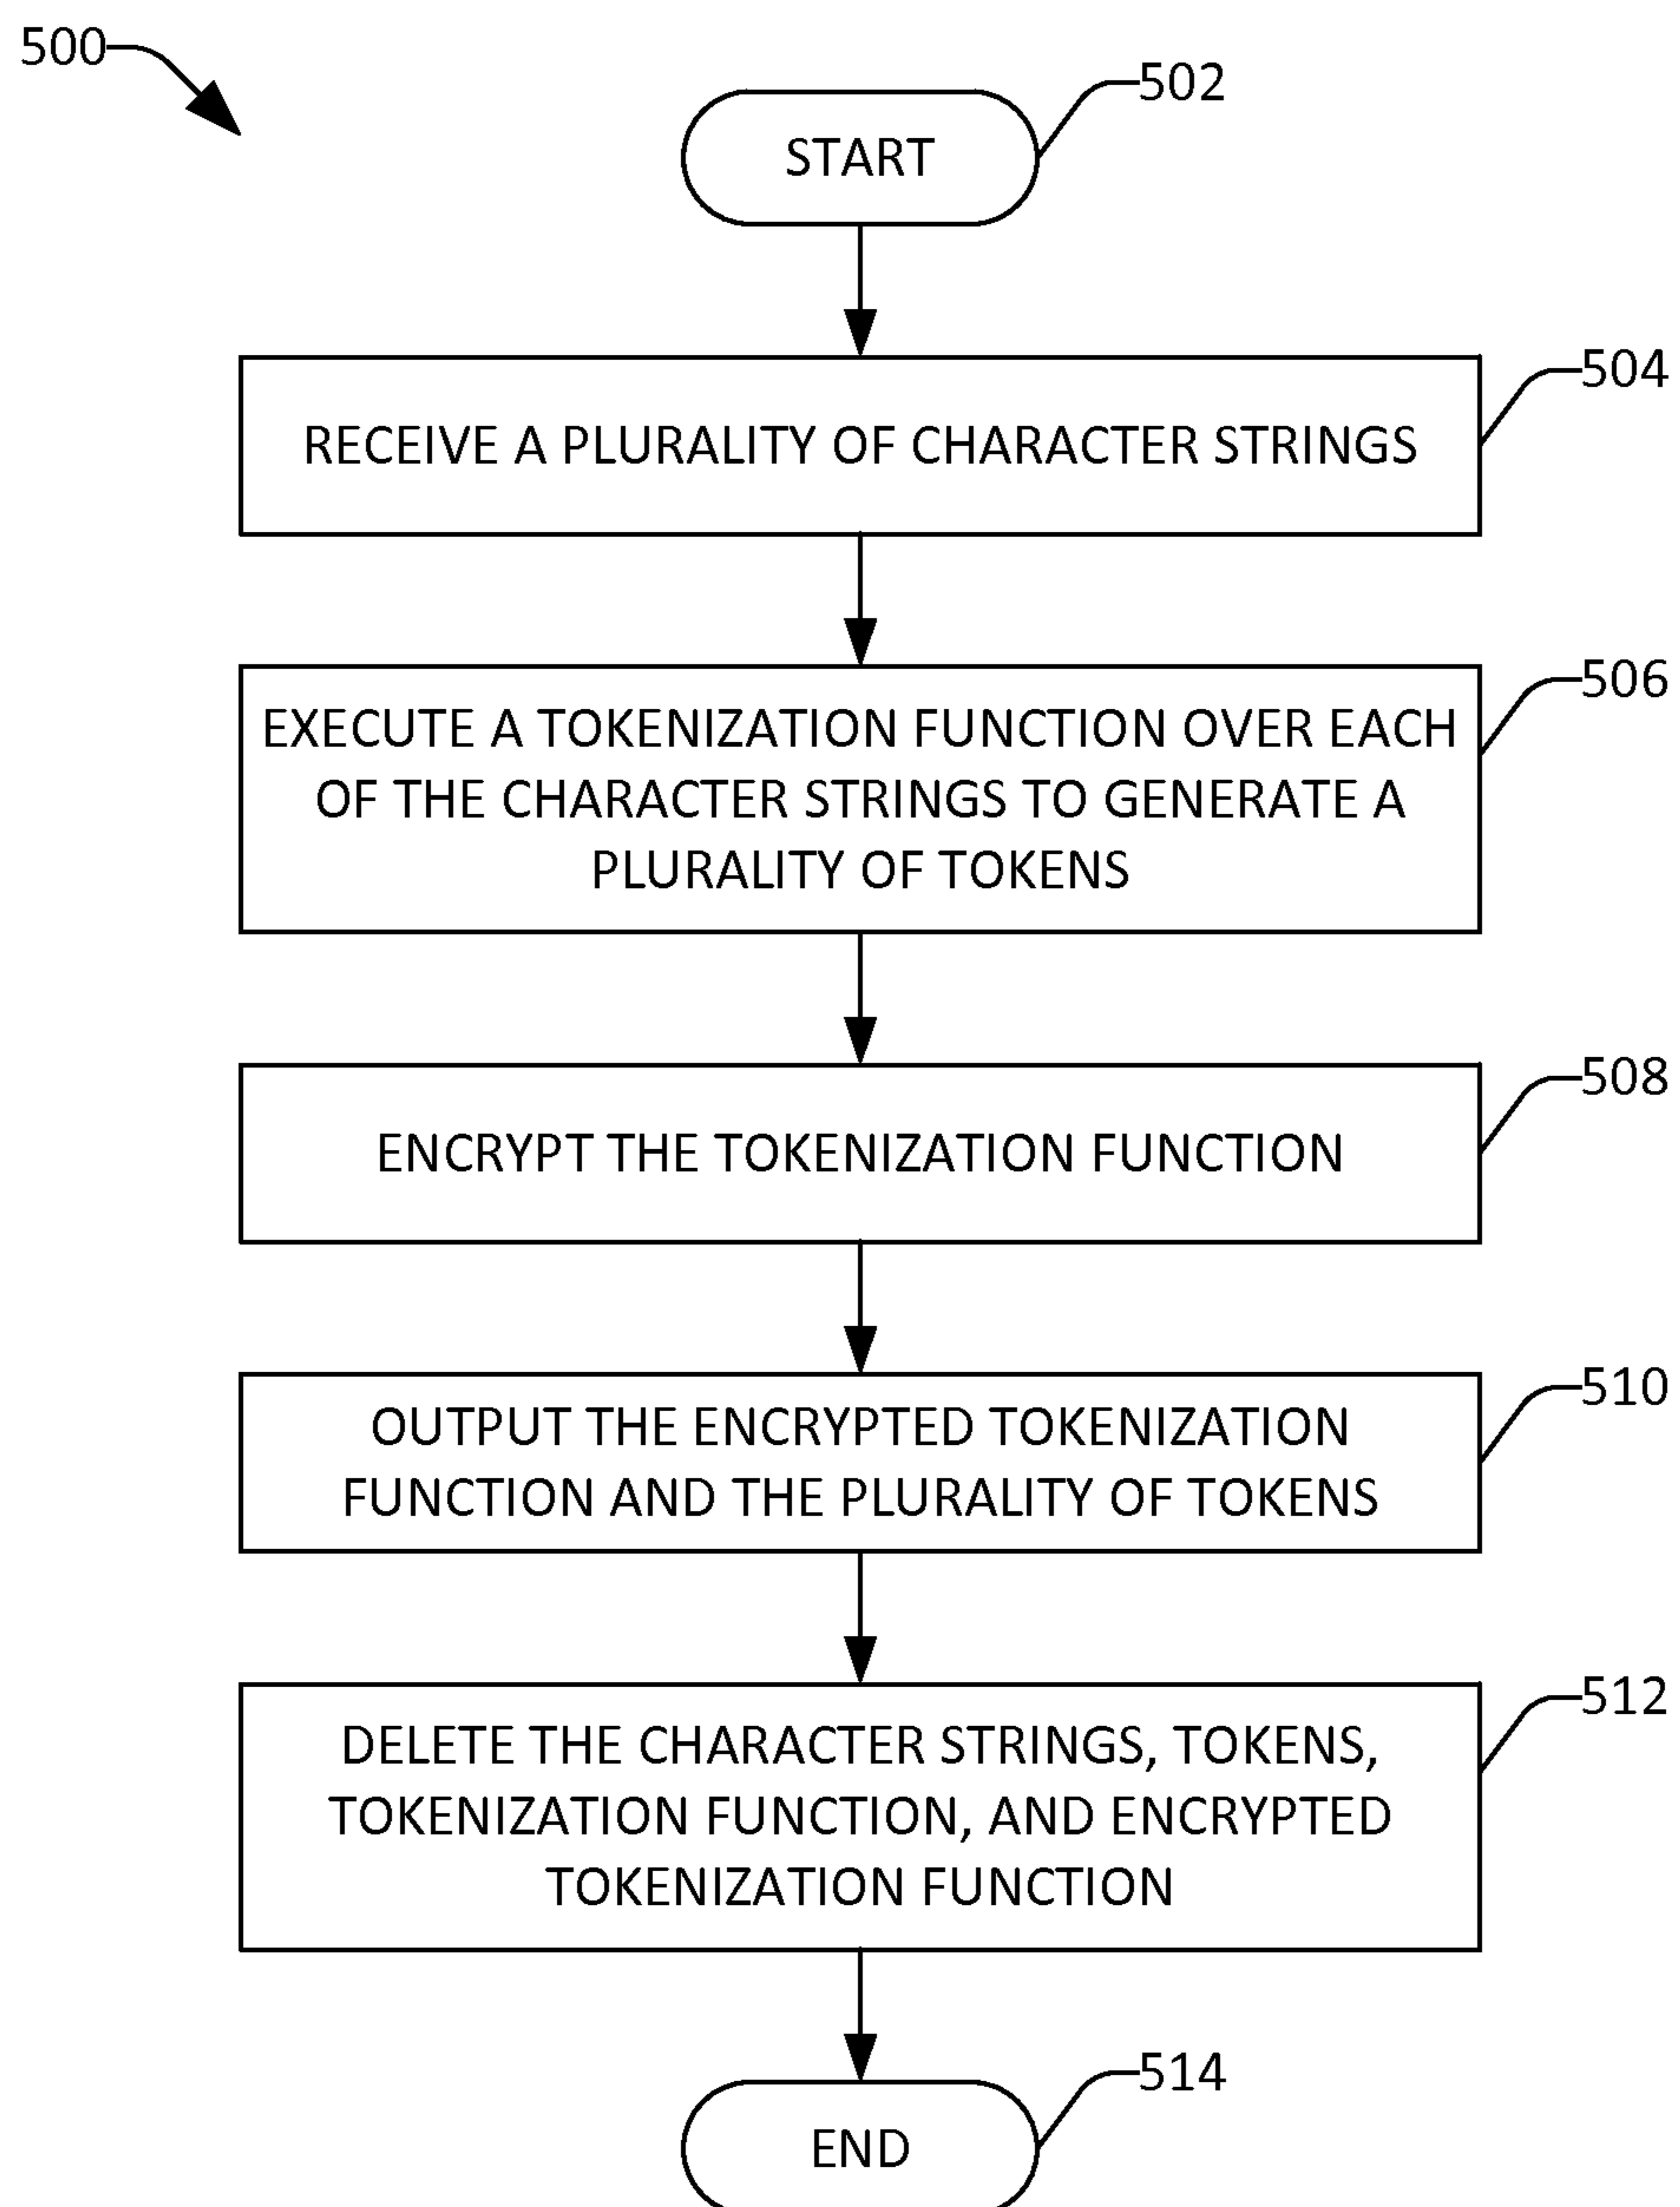 500
502
START
504
RECEIVE A PLURALITY OF CHARACTER STRINGS
506
EXECUTE A TOKENIZATION FUNCTION OVER EACH
OF THE CHARACTER STRINGS TO GENERATE A
PLURALITY OF TOKENS
508
ENCRYPT THE TOKENIZATION FUNCTION
510
OUTPUT THE ENCRYPTED TOKENIZATION
FUNCTION AND THE PLURALITY OF TOKENS
512
DELETE THE CHARACTER STRINGS, TOKENS,
TOKENIZATION FUNCTION, AND ENCRYPTED
TOKENIZATION FUNCTION
514
END